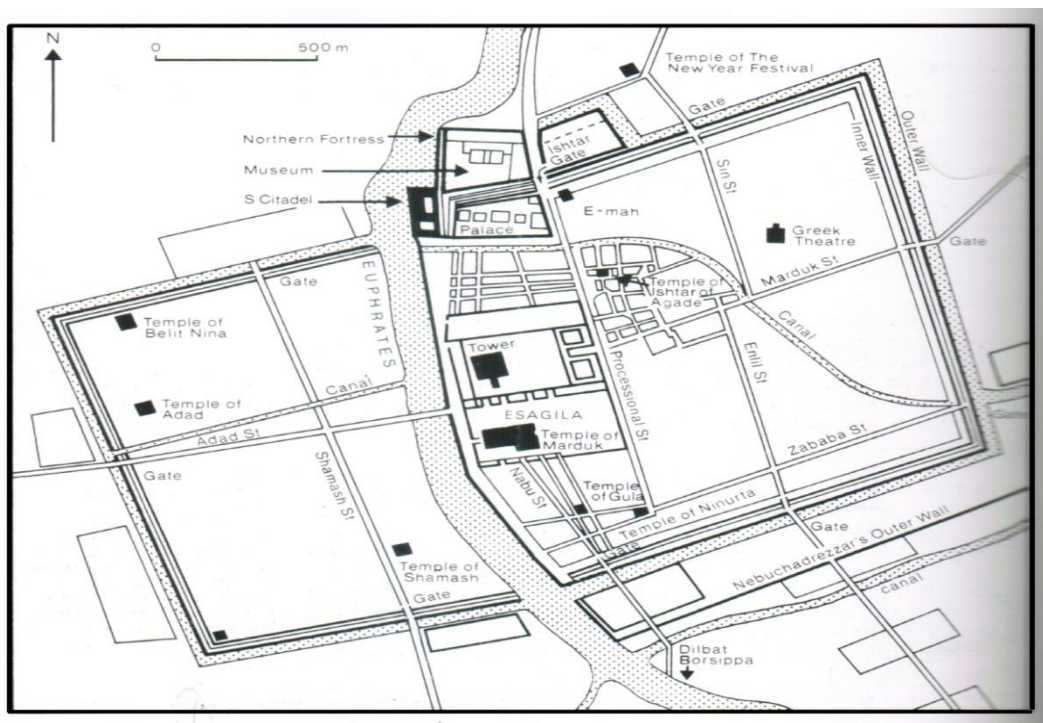 N
0 500 m
Temple of The
New Year Festival
Gate
Outer Wall
Inner Wall
Northern Fortress
Ishtar
Gate
Museum
Sin St
S Citadel
E-mah
Palace
Greek
Theatre
Gate
Marduk St
EUPHRATES
Gate
Temple of
Ishtar of
Agade
Canal
Temple of
Belit Nina
Tower
Enlil St
Processional St
Canal
Temple of
Adad
Adad St
ESAGILA
Temple of
Marduk
Zababa St
Gate
Shamash St
Nabu St
Temple
of Gula
Temple of Ninurta
Gate
Gate
Nebuchadrezzar's Outer Wall
canal
Temple of
Shamash
Gate
Dilbat
Borsippa